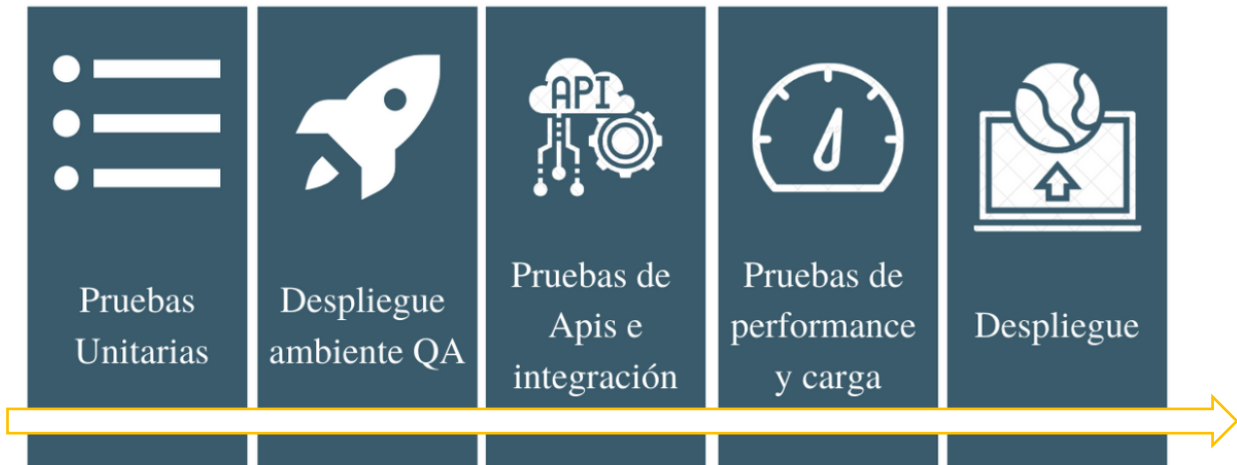 Pruebas
Unitarias
Despliegue
ambiente QA
API
Pruebas de
Apis e
integración
Pruebas de
performance
y carga
Despliegue